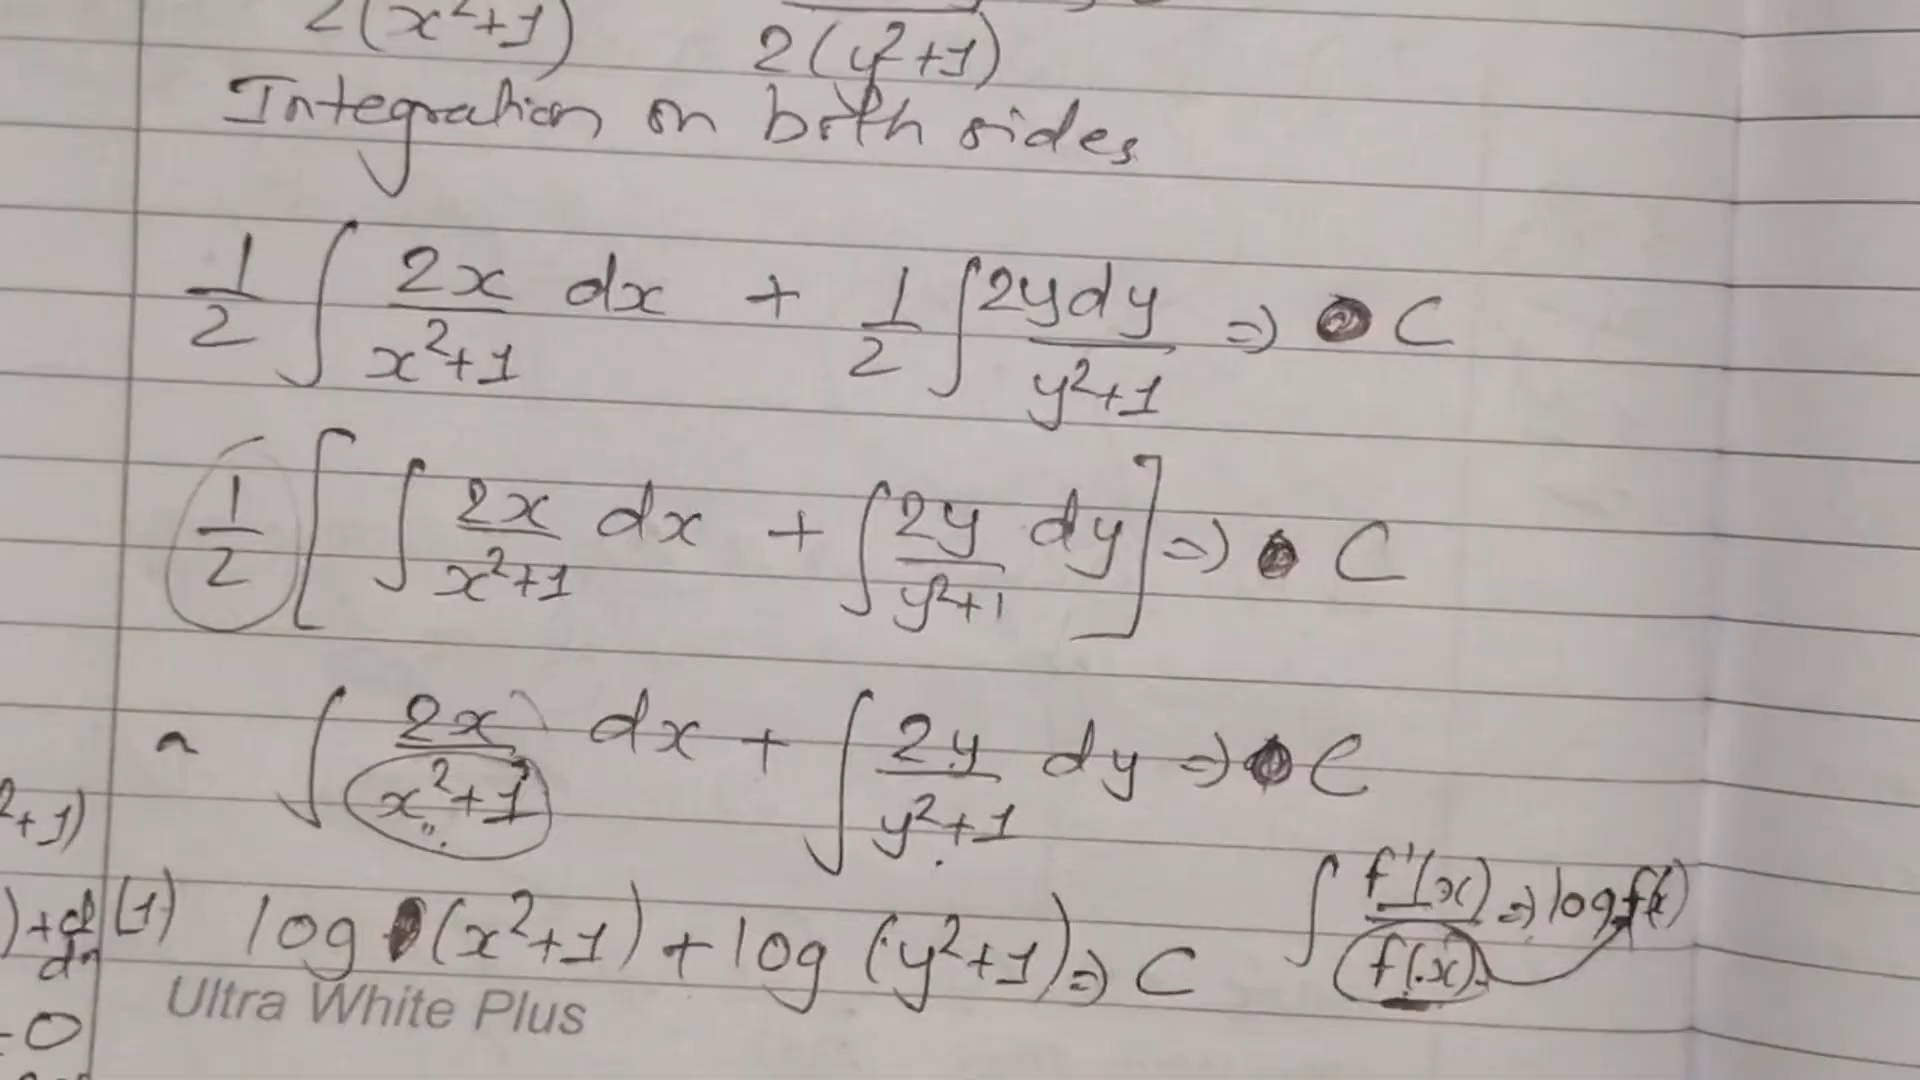 2(x²+1) 2(y²+1)
Integration on both sides
1/2 ∫ 2x/(x²+1) dx + 1/2 ∫ 2ydy/(y²+1) => C
1/2 [ ∫ 2x/(x²+1) dx + ∫ 2y/(y²+1) dy ] => C
∫ 2x/(x²+1) dx + ∫ 2y/(y²+1) dy => C
²+1)
∫ f'(x)/f(x) => log f(x)
(1) log (x²+1) + log (y²+1) => C
Ultra White Plus
0